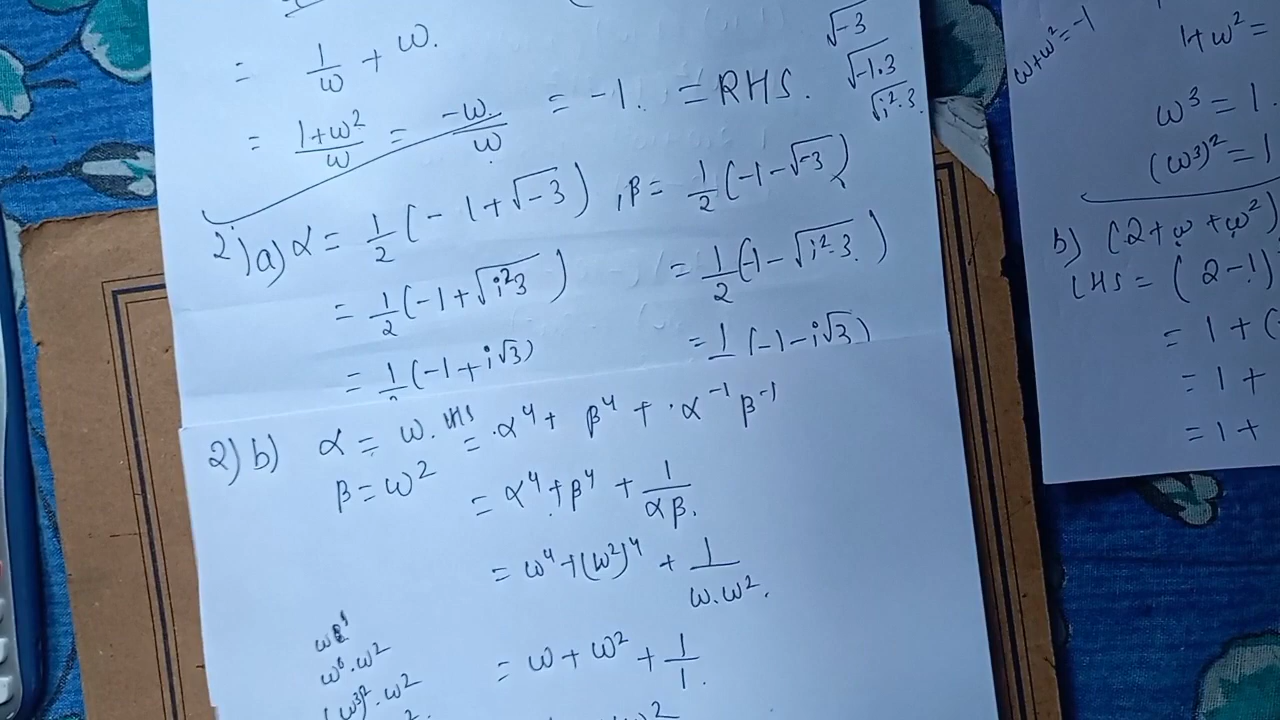 = 1/ω + ω.
= (1+ω²)/ω = -ω/ω = -1. = RHS.
√-3
√-1·3
√i²·3.
2) a) α = 1/2 (-1+√-3), β = 1/2 (-1-√-3)
= 1/2 (-1+√i²3) = 1/2 (-1-√i²·3.)
= 1/2 (-1+i√3) = 1 (-1-i√3)
2) b) α = ω. LHS = α⁴ + β⁴ + α⁻¹ β⁻¹
β = ω² = α⁴ + β⁴ + 1/αβ.
= ω⁴ + (ω²)⁴ + 1/ω.ω².
ω⁶·ω² = ω + ω² + 1/1.
(ω³)²·ω²
ω+ω²=-1
1+ω² =
ω³ = 1.
(ω³)² = 1
b) (2+ω+ω²)
LHS = (2-1)
= 1 + (
= 1 +
= 1 +